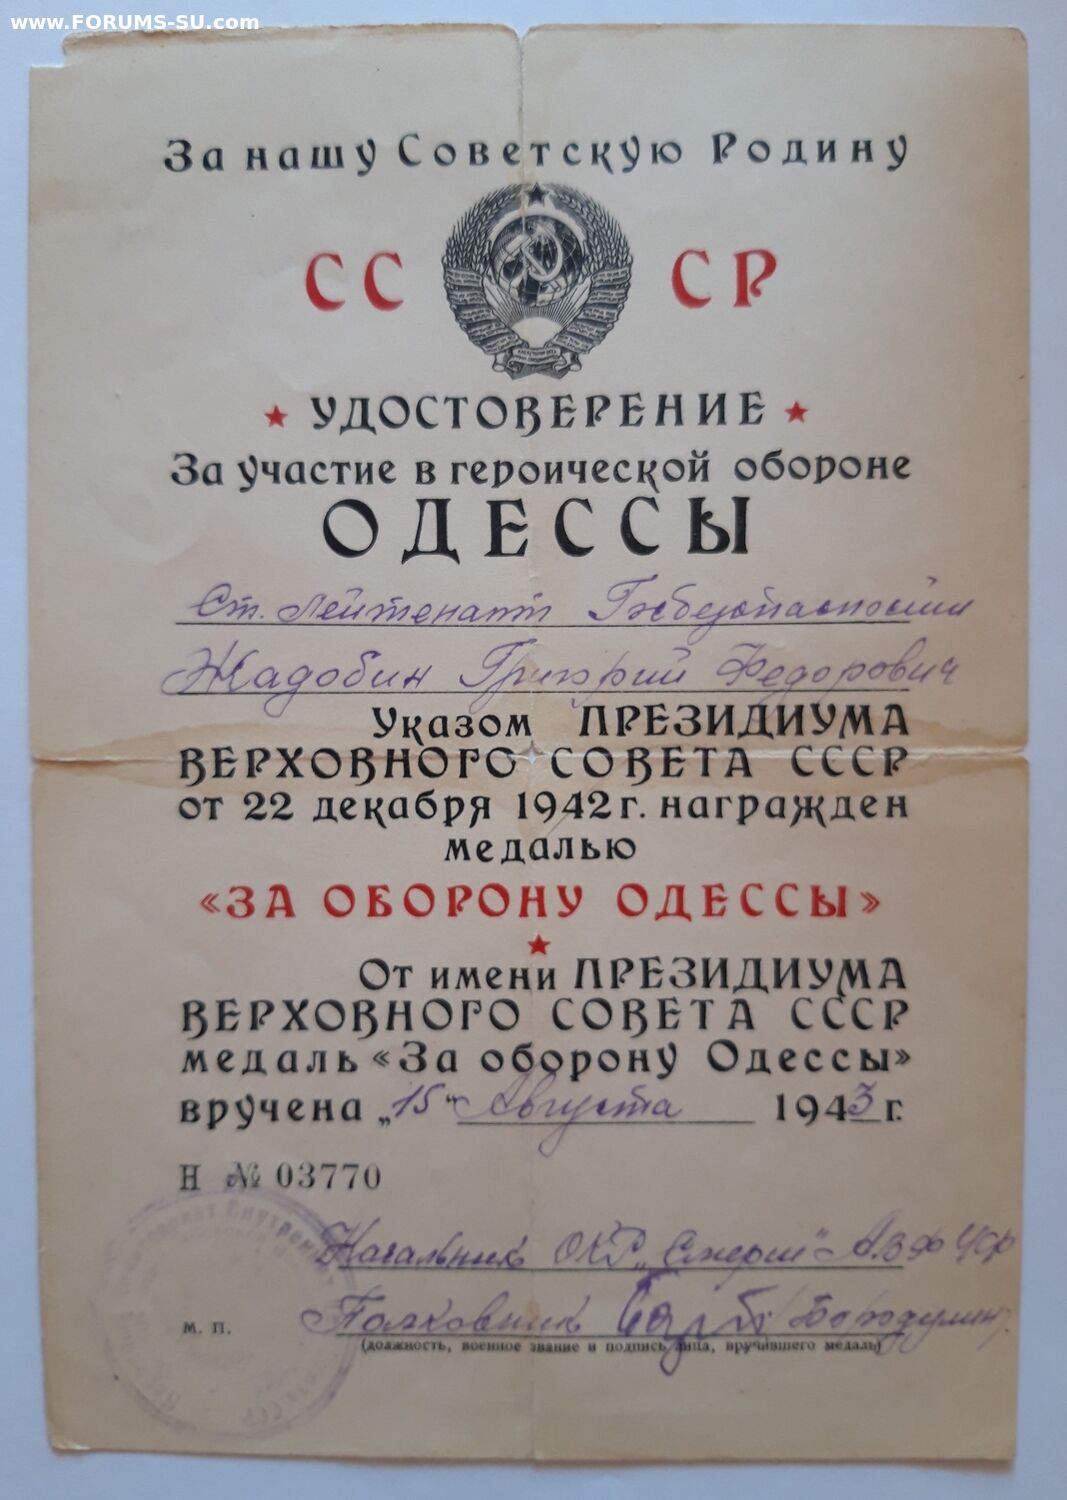 www.FORUMS-SU.com
За нашу Советскую Родину
СС СР
УДОСТОВЕРЕНИЕ
За участие в героической обороне
ОДЕССЫ
Ст. Лейтенант Госбезопасности
Жадобин Григорий Федорович
Указом ПРЕЗИДИУМА
ВЕРХОВНОГО СОВЕТА СССР
от 22 декабря 1942 г. награжден
медалью
«ЗА ОБОРОНУ ОДЕССЫ»
От имени ПРЕЗИДИУМА
ВЕРХОВНОГО СОВЕТА СССР
медаль «За оборону Одессы»
вручена „15“ Августа 1943 г.
Н № 03770
Начальник ОКР „Смерш“
М. П.
Полковник /Бородулин/
(должность, военное звание и подпись лица, вручившего медаль)